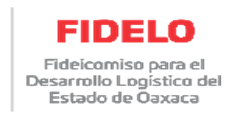 FIDELO
Fideicomiso para el
Desarrollo Logístico del
Estado de Oaxaca